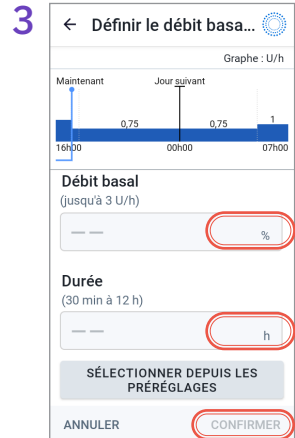 3
← Définir le débit basa...
Graphe : U/h
Maintenant Jour suivant
0,75 0,75 1
16h00 00h00 07h00
Débit basal
(jusqu'à 3 U/h)
—— %
Durée
(30 min à 12 h)
—— h
SÉLECTIONNER DEPUIS LES
PRÉRÉGLAGES
ANNULER CONFIRMER